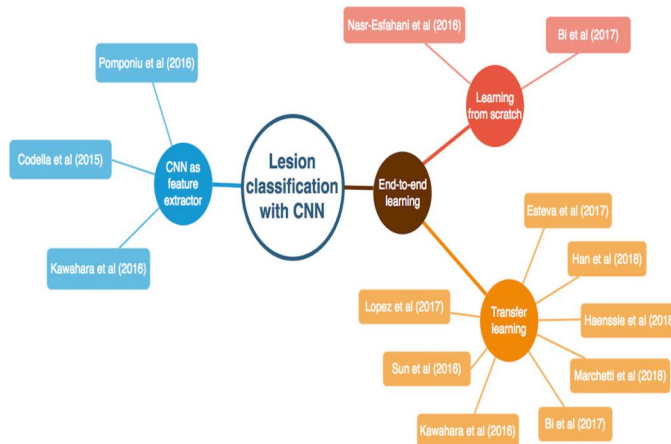 Nasr-Esfahani et al (2016)
Bi et al (2017)
Pomponiu et al (2016)
Learning
from scratch
Codella et al (2015)
CNN as
feature
extractor
Lesion
classification
with CNN
End-to-end
learning
Kawahara et al (2016)
Esteva et al (2017)
Han et al (2018)
Lopez et al (2017)
Transfer
learning
Haenssle et al (2018
Sun et al (2016)
Marchetti et al (2018)
Kawahara et al (2016)
Bi et al (2017)